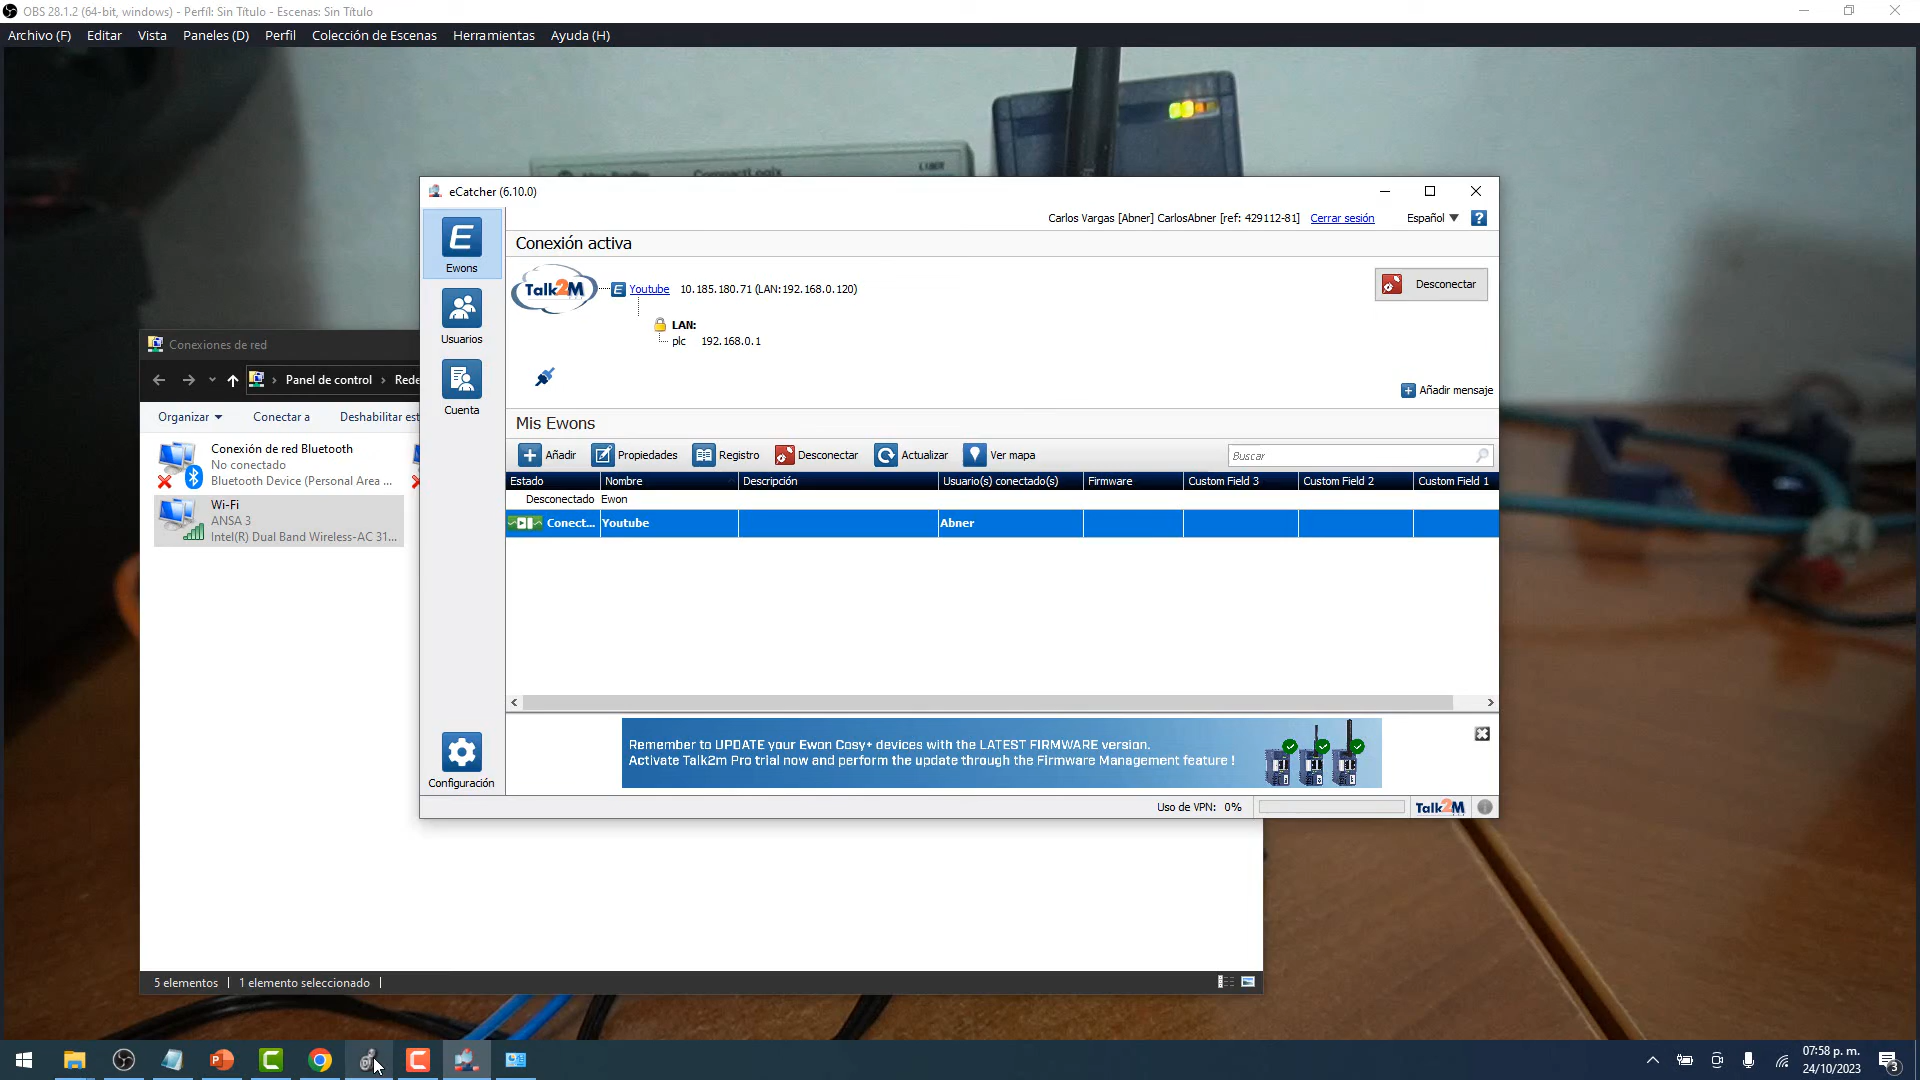 OBS 28.1.2 (64-bit, windows) - Perfil: Sin Título - Escenas: Sin Título
Archivo (F) Editar Vista Paneles (D) Perfil Colección de Escenas Herramientas Ayuda (H)
CompactLogix
eCatcher (6.10.0)
Carlos Vargas [Abner] CarlosAbner [ref: 429112-81] Cerrar sesión Español ?
E
Ewons
Conexión activa
Talk2M
E Youtube 10.185.180.71 (LAN:192.168.0.120)
Desconectar
Usuarios
LAN:
plc 192.168.0.1
Conexiones de red
Panel de control Rede
Cuenta
Añadir mensaje
Organizar Conectar a Deshabilitar est
Mis Ewons
Añadir Propiedades Registro Desconectar Actualizar Ver mapa Buscar
Conexión de red Bluetooth
No conectado
Bluetooth Device (Personal Area ...
Estado Nombre Descripción Usuario(s) conectado(s) Firmware Custom Field 3 Custom Field 2 Custom Field 1
Desconectado Ewon
Conect... Youtube Abner
Wi-Fi
ANSA 3
Intel(R) Dual Band Wireless-AC 31...
Remember to UPDATE your Ewon Cosy+ devices with the LATEST FIRMWARE version.
Activate Talk2m Pro trial now and perform the update through the Firmware Management feature !
Configuración
Uso de VPN: 0% Talk2M
5 elementos 1 elemento seleccionado
07:58 p. m.
24/10/2023
3